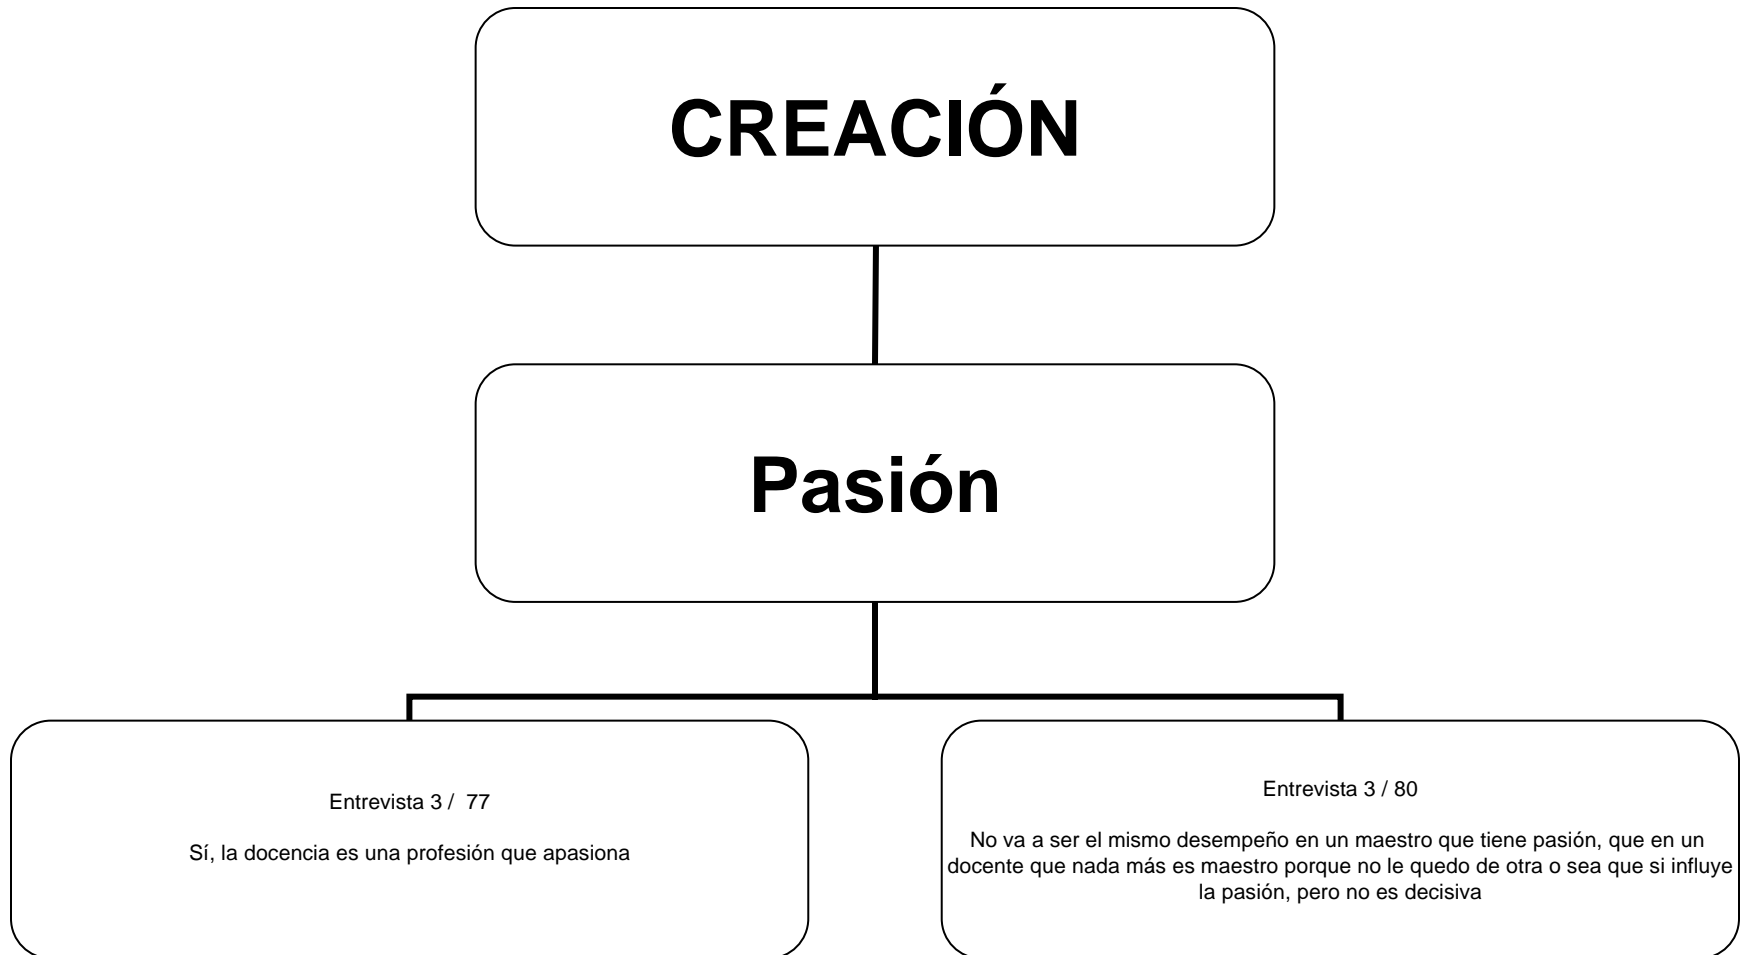 CREACIÓN
Pasión
Entrevista 3 / 77
Sí, la docencia es una profesión que apasiona
Entrevista 3 / 80
No va a ser el mismo desempeño en un maestro que tiene pasión, que en un
docente que nada más es maestro porque no le quedo de otra o sea que si influye
la pasión, pero no es decisiva